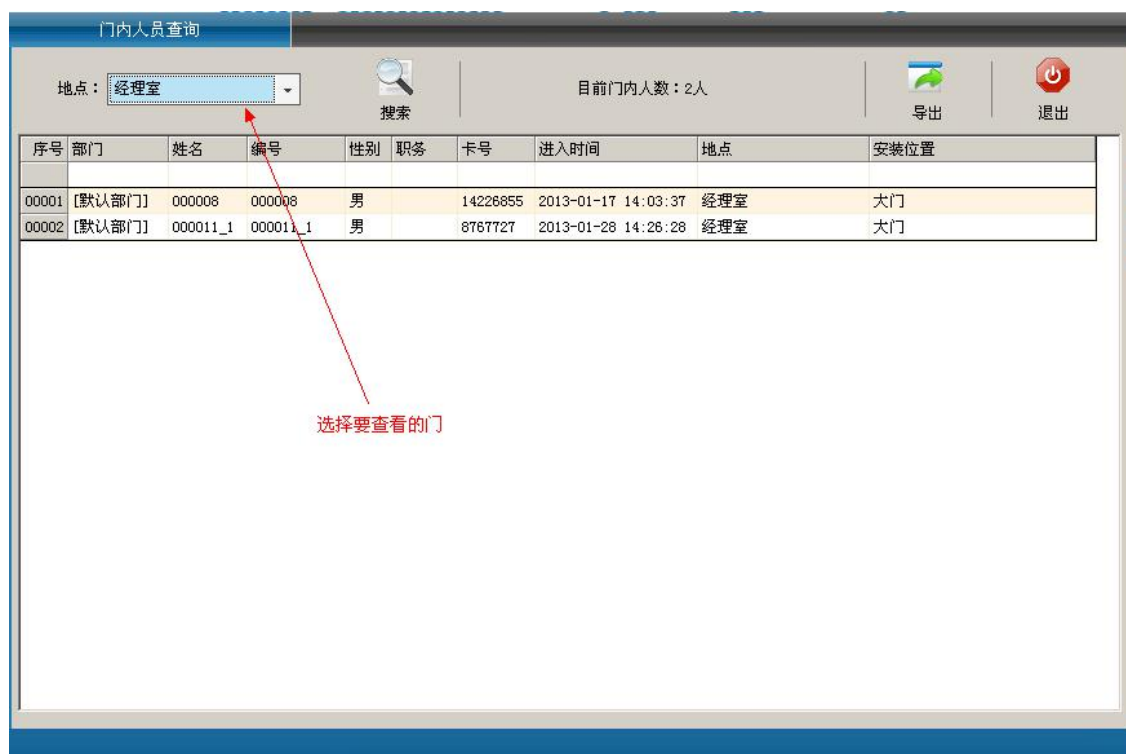 门内人员查询
地点： 经理室
搜索
目前门内人数：2人
导出
退出
序号 部门 姓名 编号 性别 职务 卡号 进入时间 地点 安装位置
00001 [默认部门] 000008 000008 男 14226855 2013-01-17 14:03:37 经理室 大门
00002 [默认部门] 000011_1 000011_1 男 8767727 2013-01-28 14:26:28 经理室 大门
选择要查看的门